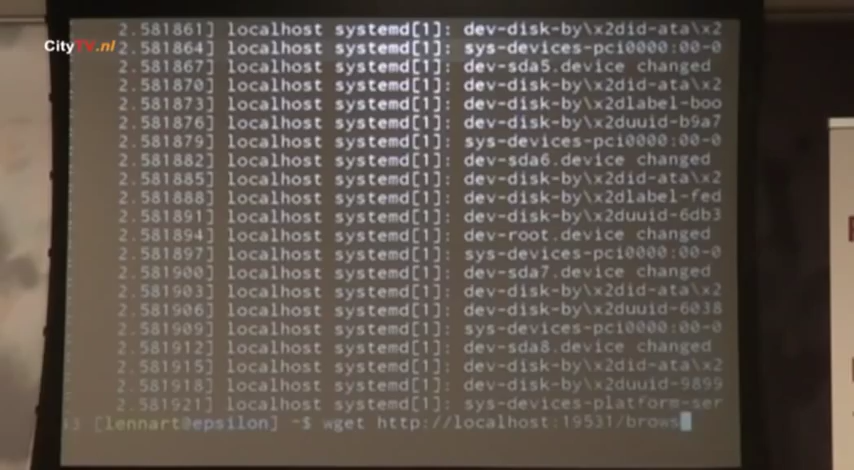 CityTV.nl
2.581861] localhost systemd[1]: dev-disk-by\x2did-ata\x2
2.581864] localhost systemd[1]: sys-devices-pci0000:00-0
2.581867] localhost systemd[1]: dev-sda5.device changed
2.581870] localhost systemd[1]: dev-disk-by\x2did-ata\x2
2.581873] localhost systemd[1]: dev-disk-by\x2dlabel-boo
2.581876] localhost systemd[1]: dev-disk-by\x2duuid-b9a7
2.581879] localhost systemd[1]: sys-devices-pci0000:00-0
2.581882] localhost systemd[1]: dev-sda6.device changed
2.581885] localhost systemd[1]: dev-disk-by\x2did-ata\x2
2.581888] localhost systemd[1]: dev-disk-by\x2dlabel-fed
2.581891] localhost systemd[1]: dev-disk-by\x2duuid-6db3
2.581894] localhost systemd[1]: dev-root.device changed
2.581897] localhost systemd[1]: sys-devices-pci0000:00-0
2.581900] localhost systemd[1]: dev-sda7.device changed
2.581903] localhost systemd[1]: dev-disk-by\x2did-ata\x2
2.581906] localhost systemd[1]: dev-disk-by\x2duuid-6038
2.581909] localhost systemd[1]: sys-devices-pci0000:00-0
2.581912] localhost systemd[1]: dev-sda8.device changed
2.581915] localhost systemd[1]: dev-disk-by\x2did-ata\x2
2.581918] localhost systemd[1]: dev-disk-by\x2duuid-9899
2.581921] localhost systemd[1]: sys-devices-platform-ser
[lennart@epsilon] ~$ wget http://localhost:19531/brows